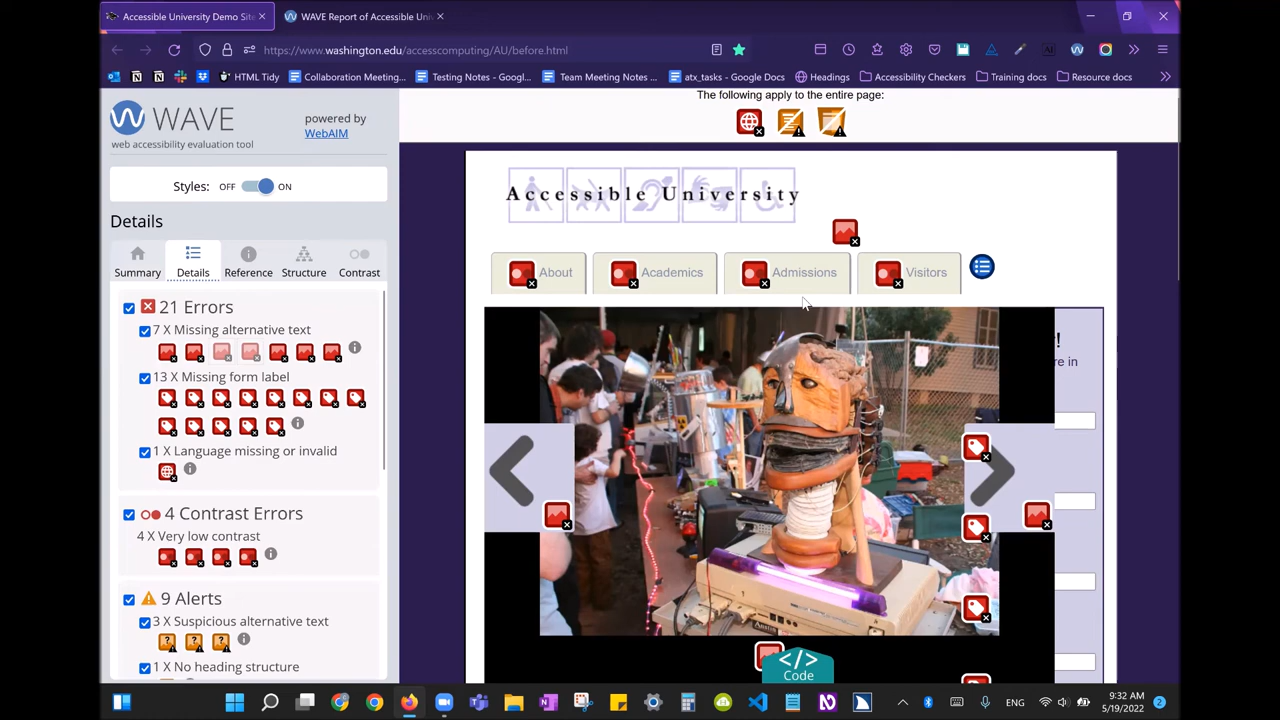 Accessible University Demo Site
WAVE Report of Accessible Uni
https://www.washington.edu/accesscomputing/AU/before.html
HTML Tidy
Collaboration Meeting...
Testing Notes - Googl...
Team Meeting Notes ...
atx_tasks - Google Docs
Headings
Accessibility Checkers
Training docs
Resource docs
WAVE
web accessibility evaluation tool
powered by
WebAIM
Styles: OFF ON
Details
Summary
Details
Reference
Structure
Contrast
21 Errors
7 X Missing alternative text
13 X Missing form label
1 X Language missing or invalid
4 Contrast Errors
4 X Very low contrast
9 Alerts
3 X Suspicious alternative text
1 X No heading structure
The following apply to the entire page:
Accessible University
About
Academics
Admissions
Visitors
!
re in
</>
Code
ENG
9:32 AM
5/19/2022
2